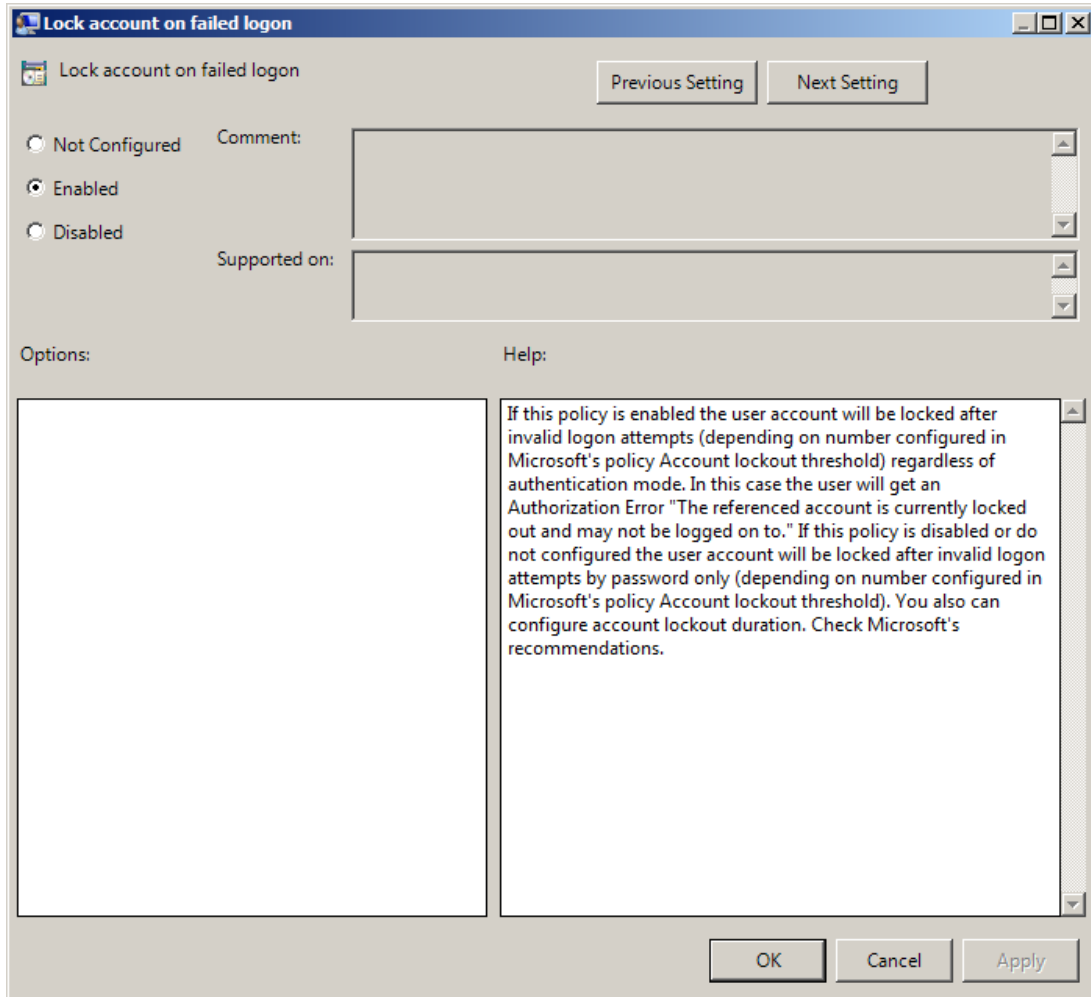 Lock account on failed logon
Lock account on failed logon
Previous Setting
Next Setting
Not Configured
Comment:
Enabled
Disabled
Supported on:
Options:
Help:
If this policy is enabled the user account will be locked after
invalid logon attempts (depending on number configured in
Microsoft's policy Account lockout threshold) regardless of
authentication mode. In this case the user will get an
Authorization Error "The referenced account is currently locked
out and may not be logged on to." If this policy is disabled or do
not configured the user account will be locked after invalid logon
attempts by password only (depending on number configured in
Microsoft's policy Account lockout threshold). You also can
configure account lockout duration. Check Microsoft's
recommendations.
OK
Cancel
Apply